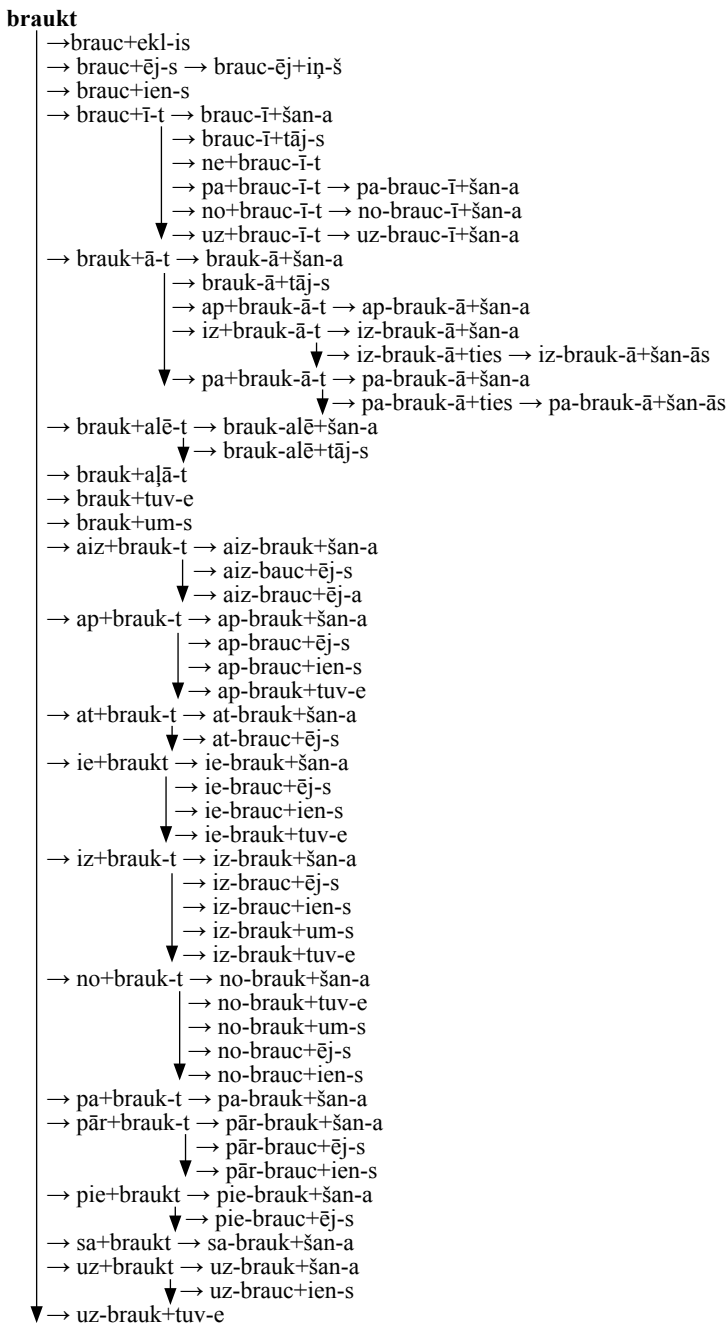 braukt
→brauc+ekl-is
→ brauc+ēj-s → brauc-ēj+iņ-š
→ brauc+ien-s
→ brauc+ī-t → brauc-ī+šan-a
→ brauc-ī+tāj-s
→ ne+brauc-ī-t
→ pa+brauc-ī-t → pa-brauc-ī+šan-a
→ no+brauc-ī-t → no-brauc-ī+šan-a
→ uz+brauc-ī-t → uz-brauc-ī+šan-a
→ brauk+ā-t → brauk-ā+šan-a
→ brauk-ā+tāj-s
→ ap+brauk-ā-t → ap-brauk-ā+šan-a
→ iz+brauk-ā-t → iz-brauk-ā+šan-a
→ iz-brauk-ā+ties → iz-brauk-ā+šan-ās
→ pa+brauk-ā-t → pa-brauk-ā+šan-a
→ pa-brauk-ā+ties → pa-brauk-ā+šan-ās
→ brauk+alē-t → brauk-alē+šan-a
→ brauk-alē+tāj-s
→ brauk+aļā-t
→ brauk+tuv-e
→ brauk+um-s
→ aiz+brauk-t → aiz-brauk+šan-a
→ aiz-bauc+ēj-s
→ aiz-brauc+ēj-a
→ ap+brauk-t → ap-brauk+šan-a
→ ap-brauc+ēj-s
→ ap-brauc+ien-s
→ ap-brauk+tuv-e
→ at+brauk-t → at-brauk+šan-a
→ at-brauc+ēj-s
→ ie+braukt → ie-brauk+šan-a
→ ie-brauc+ēj-s
→ ie-brauc+ien-s
→ ie-brauk+tuv-e
→ iz+brauk-t → iz-brauk+šan-a
→ iz-brauc+ēj-s
→ iz-brauc+ien-s
→ iz-brauk+um-s
→ iz-brauk+tuv-e
→ no+brauk-t → no-brauk+šan-a
→ no-brauk+tuv-e
→ no-brauk+um-s
→ no-brauc+ēj-s
→ no-brauc+ien-s
→ pa+brauk-t → pa-brauk+šan-a
→ pār+brauk-t → pār-brauk+šan-a
→ pār-brauc+ēj-s
→ pār-brauc+ien-s
→ pie+braukt → pie-brauk+šan-a
→ pie-brauc+ēj-s
→ sa+braukt → sa-brauk+šan-a
→ uz+braukt → uz-brauk+šan-a
→ uz-brauc+ien-s
→ uz-brauk+tuv-e